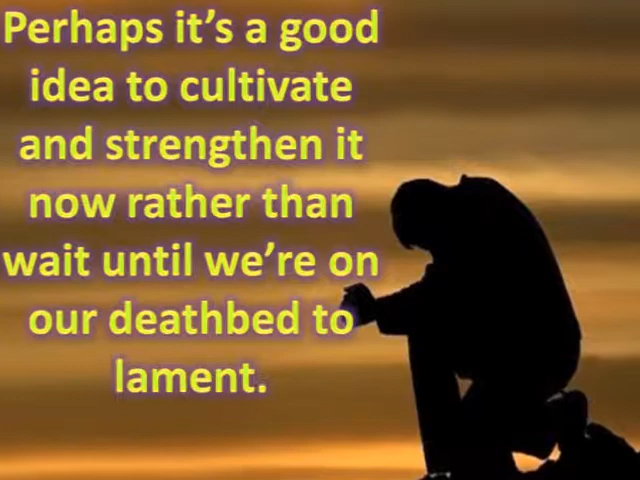 Perhaps it’s a good
idea to cultivate
and strengthen it
now rather than
wait until we’re on
our deathbed to
lament.